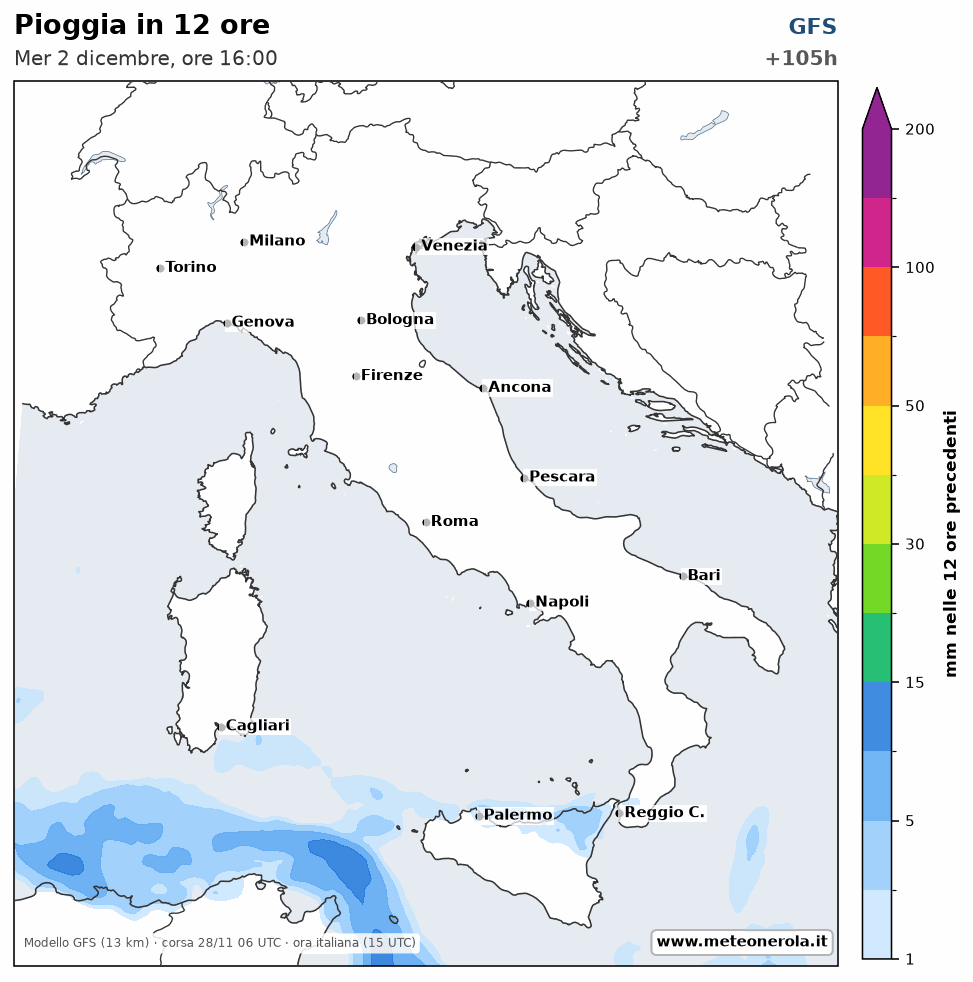 Pioggia in 12 ore
GFS
Mer 2 dicembre, ore 16:00
+105h
200
100
50
30
15
5
1
mm nelle 12 ore precedenti
Milano
Venezia
Torino
Genova
Bologna
Firenze
Ancona
Pescara
Roma
Bari
Napoli
Cagliari
Palermo
Reggio C.
Modello GFS (13 km) · corsa 28/11 06 UTC · ora italiana (15 UTC)
www.meteonerola.it